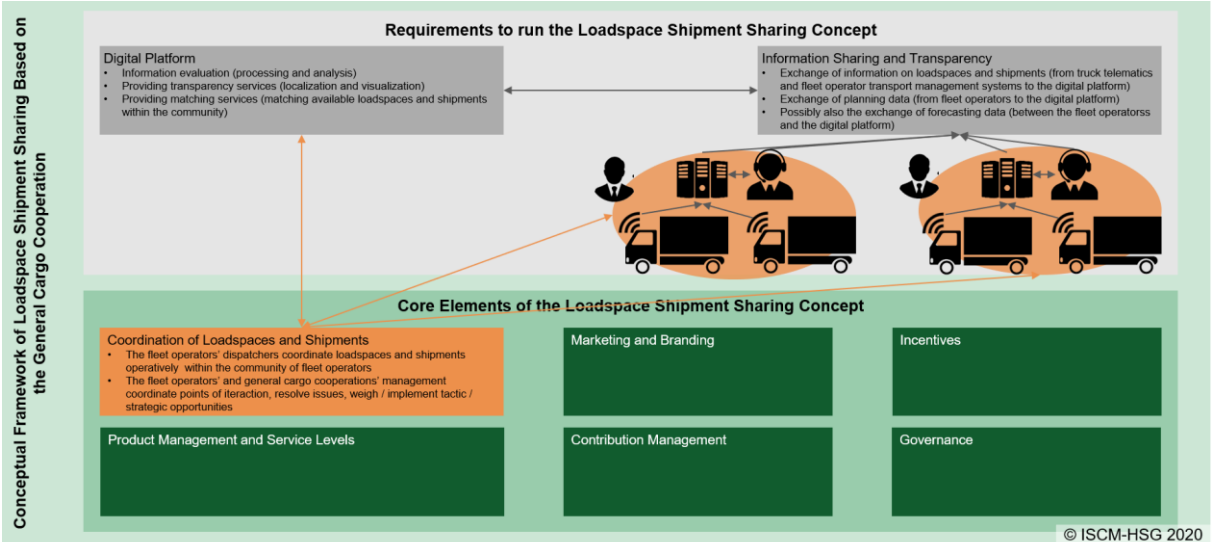 Conceptual Framework of Loadspace Shipment Sharing Based on
the General Cargo Cooperation
Requirements to run the Loadspace Shipment Sharing Concept
Digital Platform
• Information evaluation (processing and analysis)
• Providing transparency services (localization and visualization)
• Providing matching services (matching available loadspaces and shipments
within the community)
Information Sharing and Transparency
• Exchange of information on loadspaces and shipments (from truck telematics
and fleet operator transport management systems to the digital platform)
• Exchange of planning data (from fleet operators to the digital platform)
• Possibly also the exchange of forecasting data (between the fleet operatorss
and the digital platform)
Core Elements of the Loadspace Shipment Sharing Concept
Coordination of Loadspaces and Shipments
• The fleet operators' dispatchers coordinate loadspaces and shipments
operatively within the community of fleet operators
• The fleet operators' and general cargo cooperations' management
coordinate points of iteraction, resolve issues, weigh / implement tactic /
strategic opportunities
Marketing and Branding
Incentives
Product Management and Service Levels
Contribution Management
Governance
© ISCM-HSG 2020